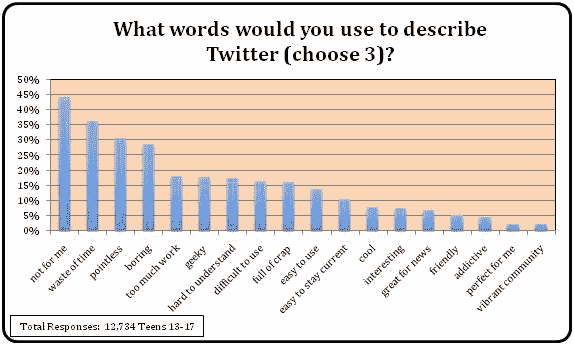 What words would you use to describe
Twitter (choose 3)?
50%
45%
40%
35%
30%
25%
20%
15%
10%
5%
0%
not for me
waste of time
pointless
boring
too much work
geeky
hard to understand
difficult to use
full of crap
easy to use
easy to stay current
cool
interesting
great for news
friendly
addictive
perfect for me
vibrant community
Total Responses: 12,734 Teens 13-17